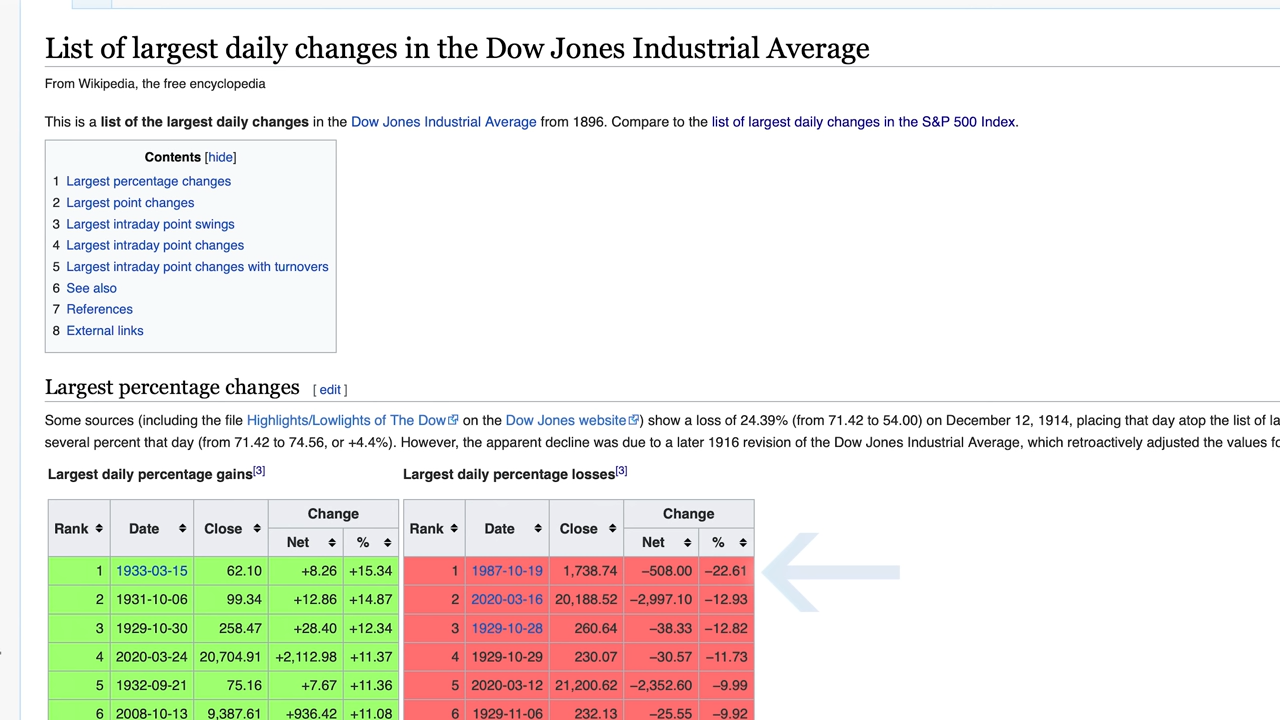 List of largest daily changes in the Dow Jones Industrial Average
From Wikipedia, the free encyclopedia
This is a list of the largest daily changes in the Dow Jones Industrial Average from 1896. Compare to the list of largest daily changes in the S&P 500 Index.
Contents [hide]
1 Largest percentage changes
2 Largest point changes
3 Largest intraday point swings
4 Largest intraday point changes
5 Largest intraday point changes with turnovers
6 See also
7 References
8 External links
Largest percentage changes [ edit ]
Some sources (including the file Highlights/Lowlights of The Dow on the Dow Jones website) show a loss of 24.39% (from 71.42 to 54.00) on December 12, 1914, placing that day atop the list of la
several percent that day (from 71.42 to 74.56, or +4.4%). However, the apparent decline was due to a later 1916 revision of the Dow Jones Industrial Average, which retroactively adjusted the values fo
Largest daily percentage gains[3]
Rank Date Close Change
Net %
1 1933-03-15 62.10 +8.26 +15.34
2 1931-10-06 99.34 +12.86 +14.87
3 1929-10-30 258.47 +28.40 +12.34
4 2020-03-24 20,704.91 +2,112.98 +11.37
5 1932-09-21 75.16 +7.67 +11.36
6 2008-10-13 9,387.61 +936.42 +11.08
Largest daily percentage losses[3]
Rank Date Close Change
Net %
1 1987-10-19 1,738.74 −508.00 −22.61
2 2020-03-16 20,188.52 −2,997.10 −12.93
3 1929-10-28 260.64 −38.33 −12.82
4 1929-10-29 230.07 −30.57 −11.73
5 2020-03-12 21,200.62 −2,352.60 −9.99
6 1929-11-06 232.13 −25.55 −9.92